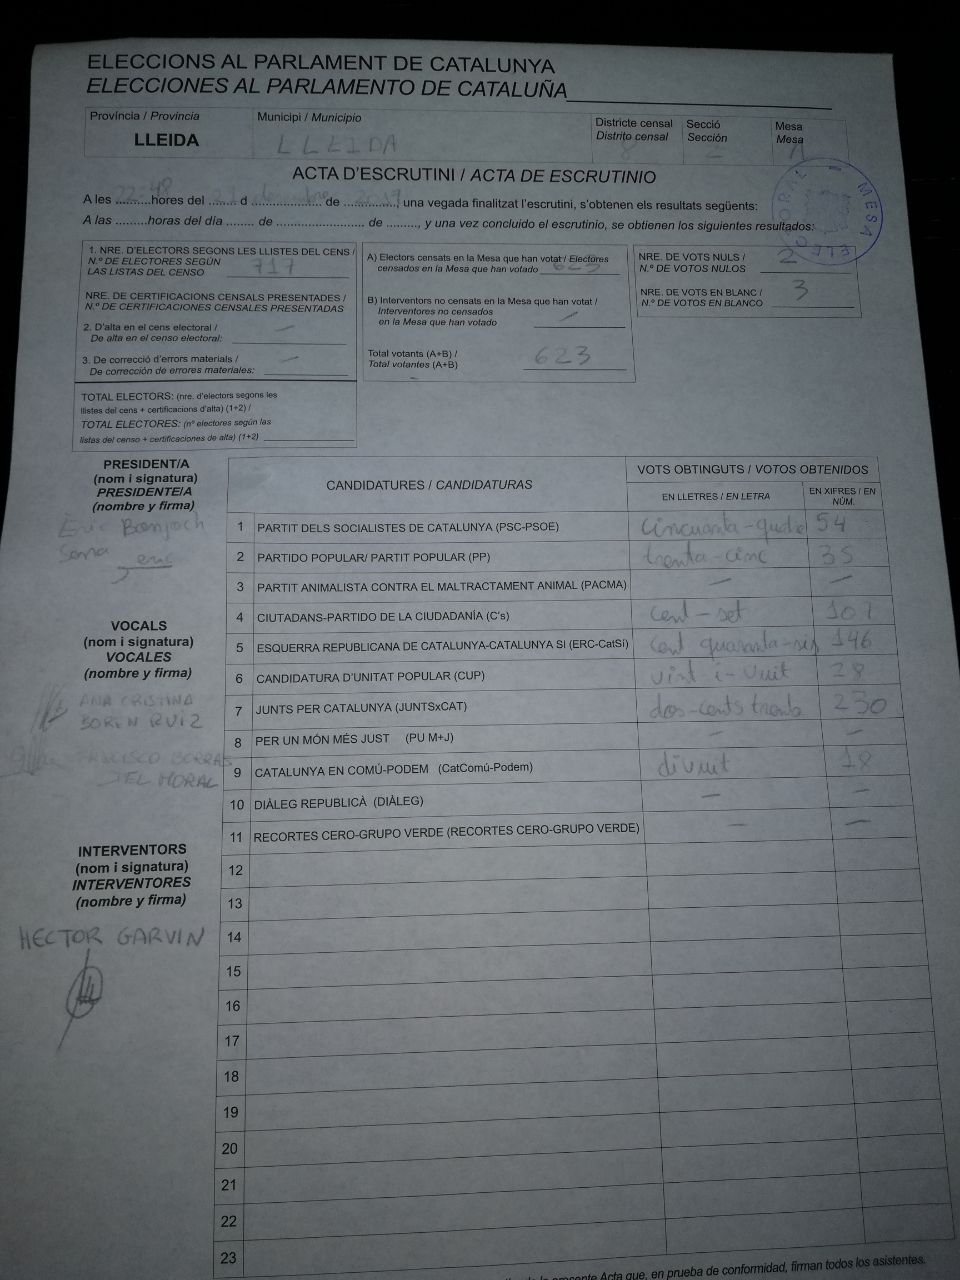 ELECCIONS AL PARLAMENT DE CATALUNYA
ELECCIONES AL PARLAMENTO DE CATALUÑA
Província / Provincia
LLEIDA
Municipi / Municipio
LLEIDA
Districte censal
Distrito censal
8
Secció
Sección
Mesa
Mesa
A
MESA ELECTORAL
ACTA D'ESCRUTINI / ACTA DE ESCRUTINIO
A les 22:48 hores del 21 d desembre de 2017, una vegada finalitzat l'escrutini, s'obtenen els resultats següents:
A las .........horas del día ........ de ........................ de ........., y una vez concluido el escrutinio, se obtienen los siguientes resultados:
1. NRE. D'ELECTORS SEGONS LES LLISTES DEL CENS /
N.º DE ELECTORES SEGÚN
LAS LISTAS DEL CENSO 717
NRE. DE CERTIFICACIONS CENSALS PRESENTADES /
N.º DE CERTIFICACIONES CENSALES PRESENTADAS
2. D'alta en el cens electoral / –
De alta en el censo electoral:
3. De correcció d'errors materials / –
De corrección de errores materiales:
TOTAL ELECTORS: (nre. d'electors segons les
llistes del cens + certificacions d'alta) (1+2) /
TOTAL ELECTORES: (nº electores según las
listas del censo + certificaciones de alta) (1+2)
A) Electors censats en la Mesa que han votat / Electores
censados en la Mesa que han votado 623
B) Interventors no censats en la Mesa que han votat /
Interventores no censados
en la Mesa que han votado –
Total votants (A+B) /
Total votantes (A+B) 623
NRE. DE VOTS NULS /
N.º DE VOTOS NULOS 2
NRE. DE VOTS EN BLANC /
N.º DE VOTOS EN BLANCO 3
PRESIDENT/A
(nom i signatura)
PRESIDENTE/A
(nombre y firma)
Èric Bonjoch
Serra
eric
VOCALS
(nom i signatura)
VOCALES
(nombre y firma)
ANA CRISTINA
BOREN RUIZ
FRANCISCO BORRAS
DEL MORAL
INTERVENTORS
(nom i signatura)
INTERVENTORES
(nombre y firma)
HECTOR GARVIN
CANDIDATURES / CANDIDATURAS
VOTS OBTINGUTS / VOTOS OBTENIDOS
EN LLETRES / EN LETRA
EN XIFRES / EN NÚM.
1 PARTIT DELS SOCIALISTES DE CATALUNYA (PSC-PSOE) cincuanta-quatre 54
2 PARTIDO POPULAR/ PARTIT POPULAR (PP) trenta-cinc 35
3 PARTIT ANIMALISTA CONTRA EL MALTRACTAMENT ANIMAL (PACMA) – –
4 CIUTADANS-PARTIDO DE LA CIUDADANÍA (C's) cent-set 107
5 ESQUERRA REPUBLICANA DE CATALUNYA-CATALUNYA SI (ERC-CatSí) cent quaranta-sis 146
6 CANDIDATURA D'UNITAT POPULAR (CUP) vint-i-vuit 28
7 JUNTS PER CATALUNYA (JUNTSxCAT) dos-cents trenta 230
8 PER UN MÓN MÉS JUST (PU M+J) – –
9 CATALUNYA EN COMÚ-PODEM (CatComú-Podem) divuit 18
10 DIÀLEG REPUBLICÀ (DIÀLEG) – –
11 RECORTES CERO-GRUPO VERDE (RECORTES CERO-GRUPO VERDE) – –
12
13
14
15
16
17
18
19
20
21
22
23
presente Acta que, en prueba de conformidad, firman todos los asistentes.